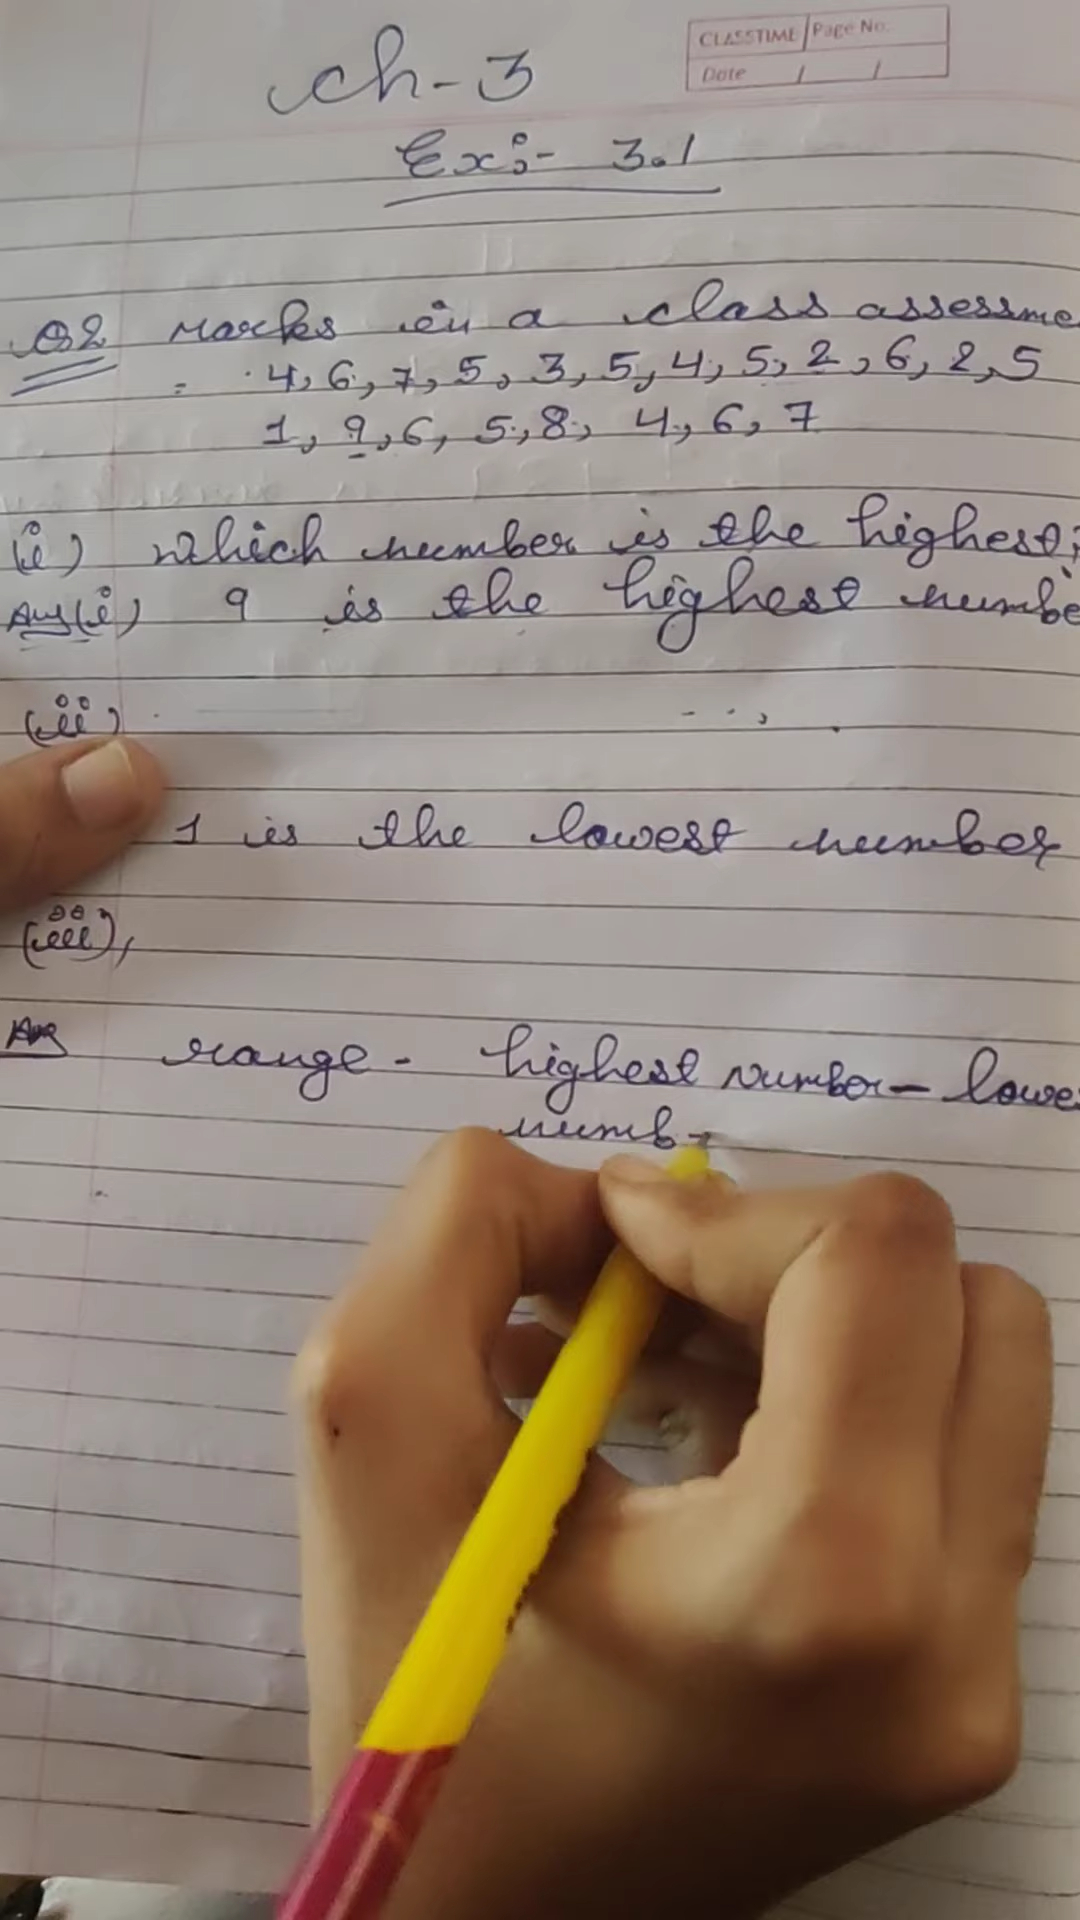 CLASSTIME Page No.
Date / /
ch-3
Ex:- 3.1
Q2 Marks in a class assessme
= 4, 6, 7, 5, 3, 5, 4, 5, 2, 6, 2, 5
1, 9, 6, 5, 8, 4, 6, 7
(i) which number is the highest;
Ans(i) 9 is the highest numbe
(ii)
1 is the lowest number
(iii),
Ans range - highest number - lowe
numb